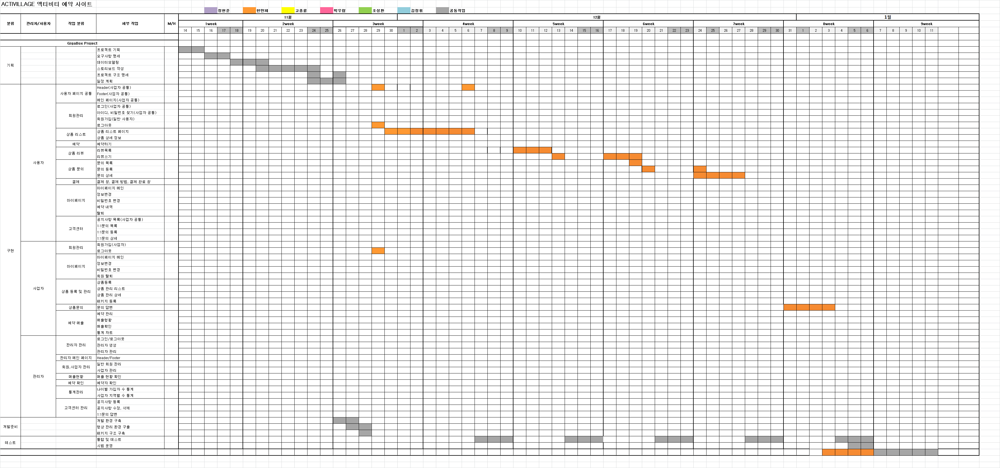 ACTIVILLAGE 액티비티 예약 사이트
정현준 한만제 고종륜 박우람 조성환 김정휘 공동작업
분류 관리자/사용자 작업 분류 세부 작업 M/H 11월 12월 1월
1week 2week 3week 4week 5week 6week 7week 8week 9week
14 15 16 17 18 19 20 21 22 23 24 25 26 27 28 29 30 1 2 3 4 5 6 7 8 9 10 11 12 13 14 15 16 17 18 19 20 21 22 23 24 25 26 27 28 29 30 31 1 2 3 4 5 6 7 8 9 10 11
GigaBox Project
기획
프로젝트 기획
요구사항 명세
데이터모델링
스토리보드 작성
프로젝트 구조 명세
일정 계획
구현
사용자
사용자 페이지 공통
Header(사업자 공통)
Footer(사업자 공통)
메인 페이지(사업자 공통)
회원관리
로그인(사업자 공통)
아이디, 비밀번호 찾기(사업자 공통)
회원가입(일반 사용자)
로그아웃
상품 리스트
상품 리스트 페이지
상품 상세 정보
예약 예약하기
상품 리뷰
리뷰목록
리뷰쓰기
상품 문의
문의 목록
문의 등록
문의 상세
결제 결제 창, 결제 방법, 결제 완료 창
마이페이지
마이페이지 메인
정보변경
비밀번호 변경
예약 내역
탈퇴
고객센터
공지사항 목록(사업자 공통)
1:1문의 목록
1:1문의 등록
1:1문의 상세
사업자
회원관리
회원가입(사업자)
로그아웃
마이페이지
마이페이지 메인
정보변경
비밀번호 변경
회원 탈퇴
상품 등록 및 관리
상품등록
상품 관리 리스트
상품 관리 상세
패키지 등록
상품문의 문의 답변
예약 매출
예약 관리
매출형황
매출확인
통계 차트
관리자
관리자 관리
로그인/로그아웃
관리자 생성
관리자 관리
관리자 메인 페이지 Header/Footer
회원,사업자 관리
일반 회원 관리
사업자 관리
매출현황 매출 현황 확인
예약 확인 예약자 확인
통계관리
나이별 가입자 수 통계
사업자 지역별 수 통계
고객센터 관리
공지사항 등록
공지사항 수정, 삭제
1:1문의 답변
개발준비
개발 환경 구축
형상 관리 환경 구출
패키지 구조 구축
테스트
통합 및 테스트
시범 운영